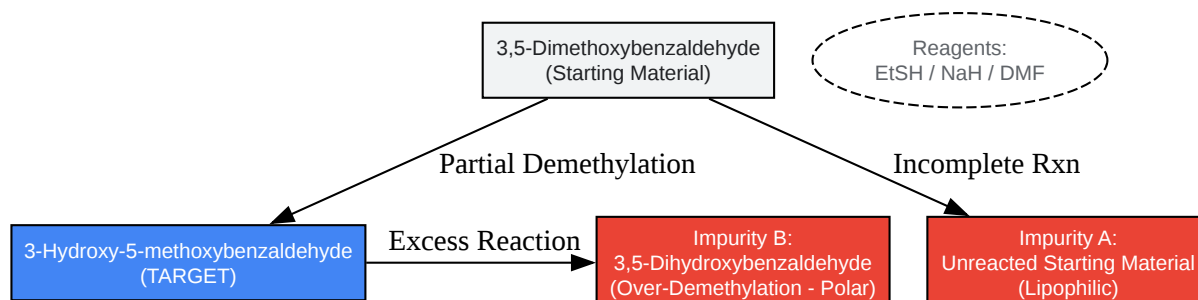 3,5-Dimethoxybenzaldehyde
(Starting Material)
Reagents:
EtSH / NaH / DMF
Partial Demethylation
Incomplete Rxn
3-Hydroxy-5-methoxybenzaldehyde
(TARGET)
Excess Reaction
Impurity B:
3,5-Dihydroxybenzaldehyde
(Over-Demethylation - Polar)
Impurity A:
Unreacted Starting Material
(Lipophilic)